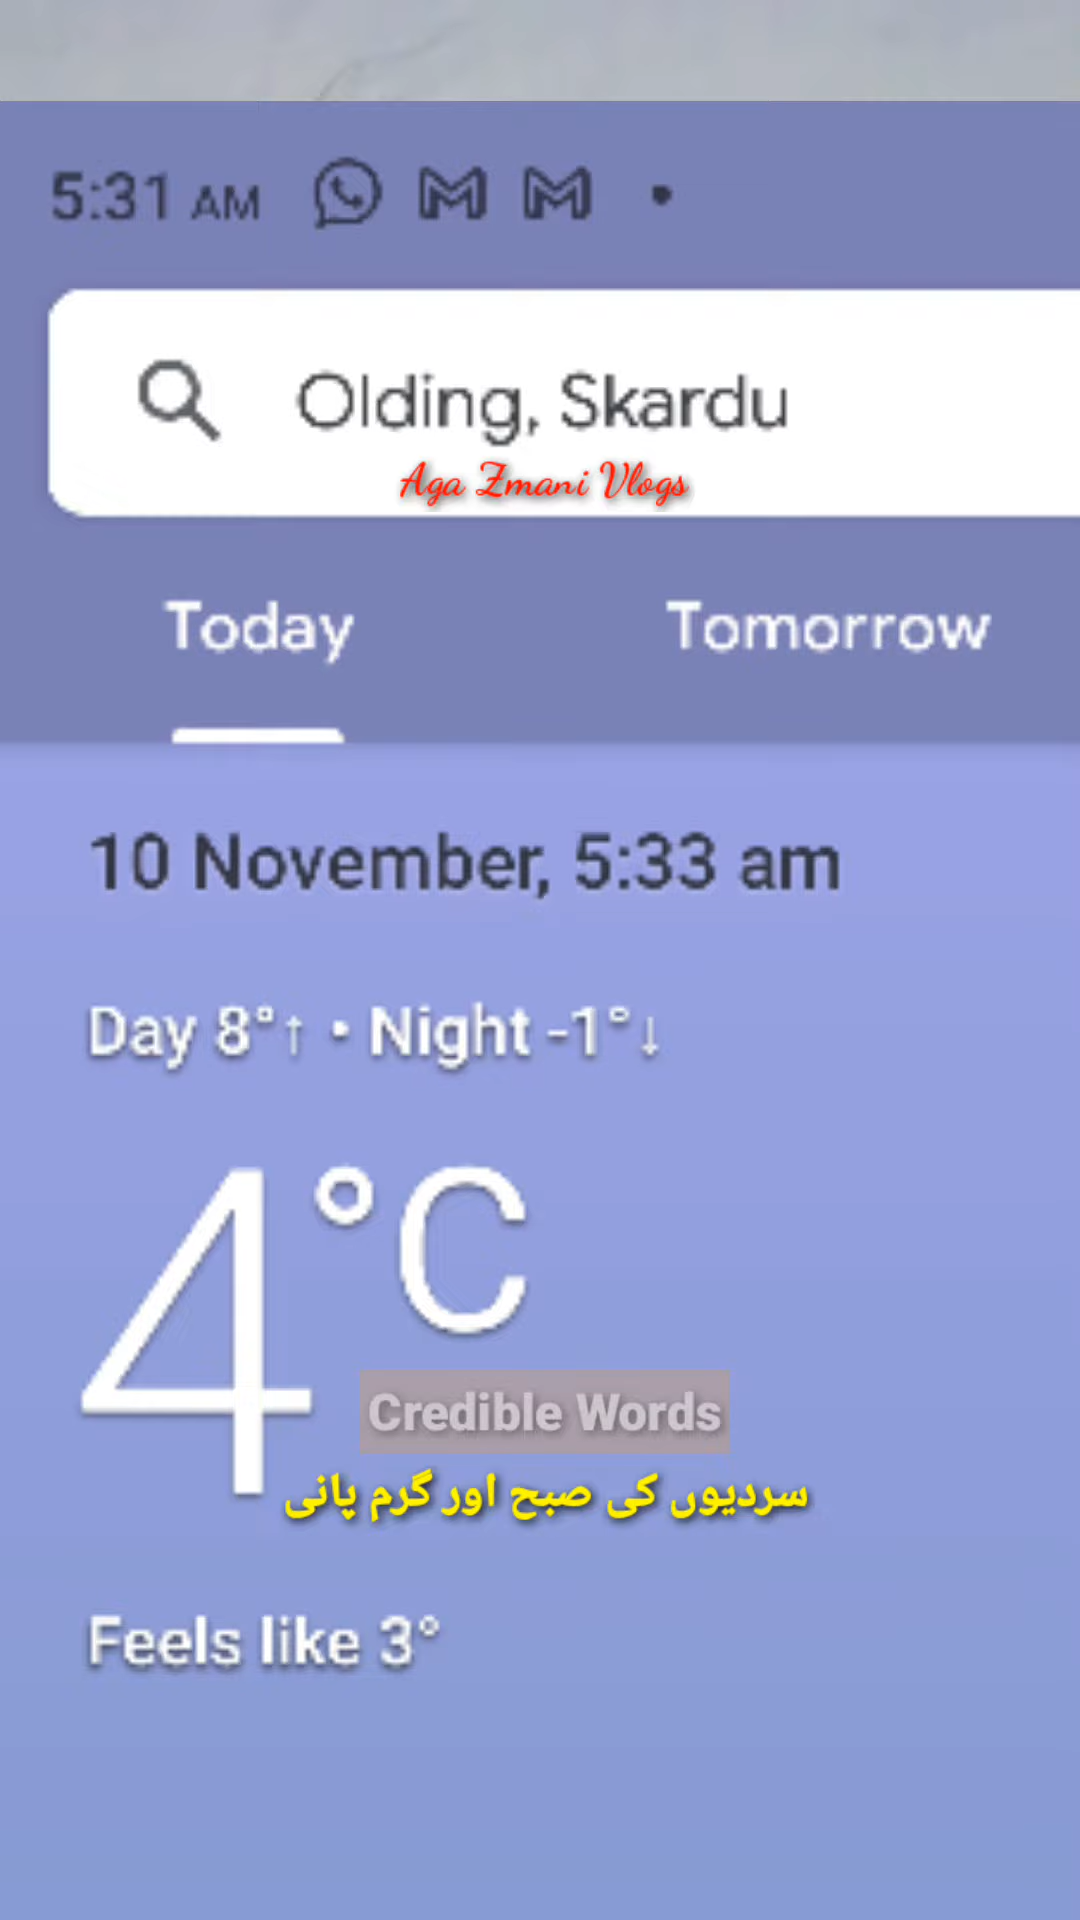 5:31 AM
Olding, Skardu
Aga Zmani Vlogs
Today Tomorrow
10 November, 5:33 am
Day 8°↑ • Night -1°↓
4°C
Credible Words
سردیوں کی صبح اور گرم پانی
Feels like 3°